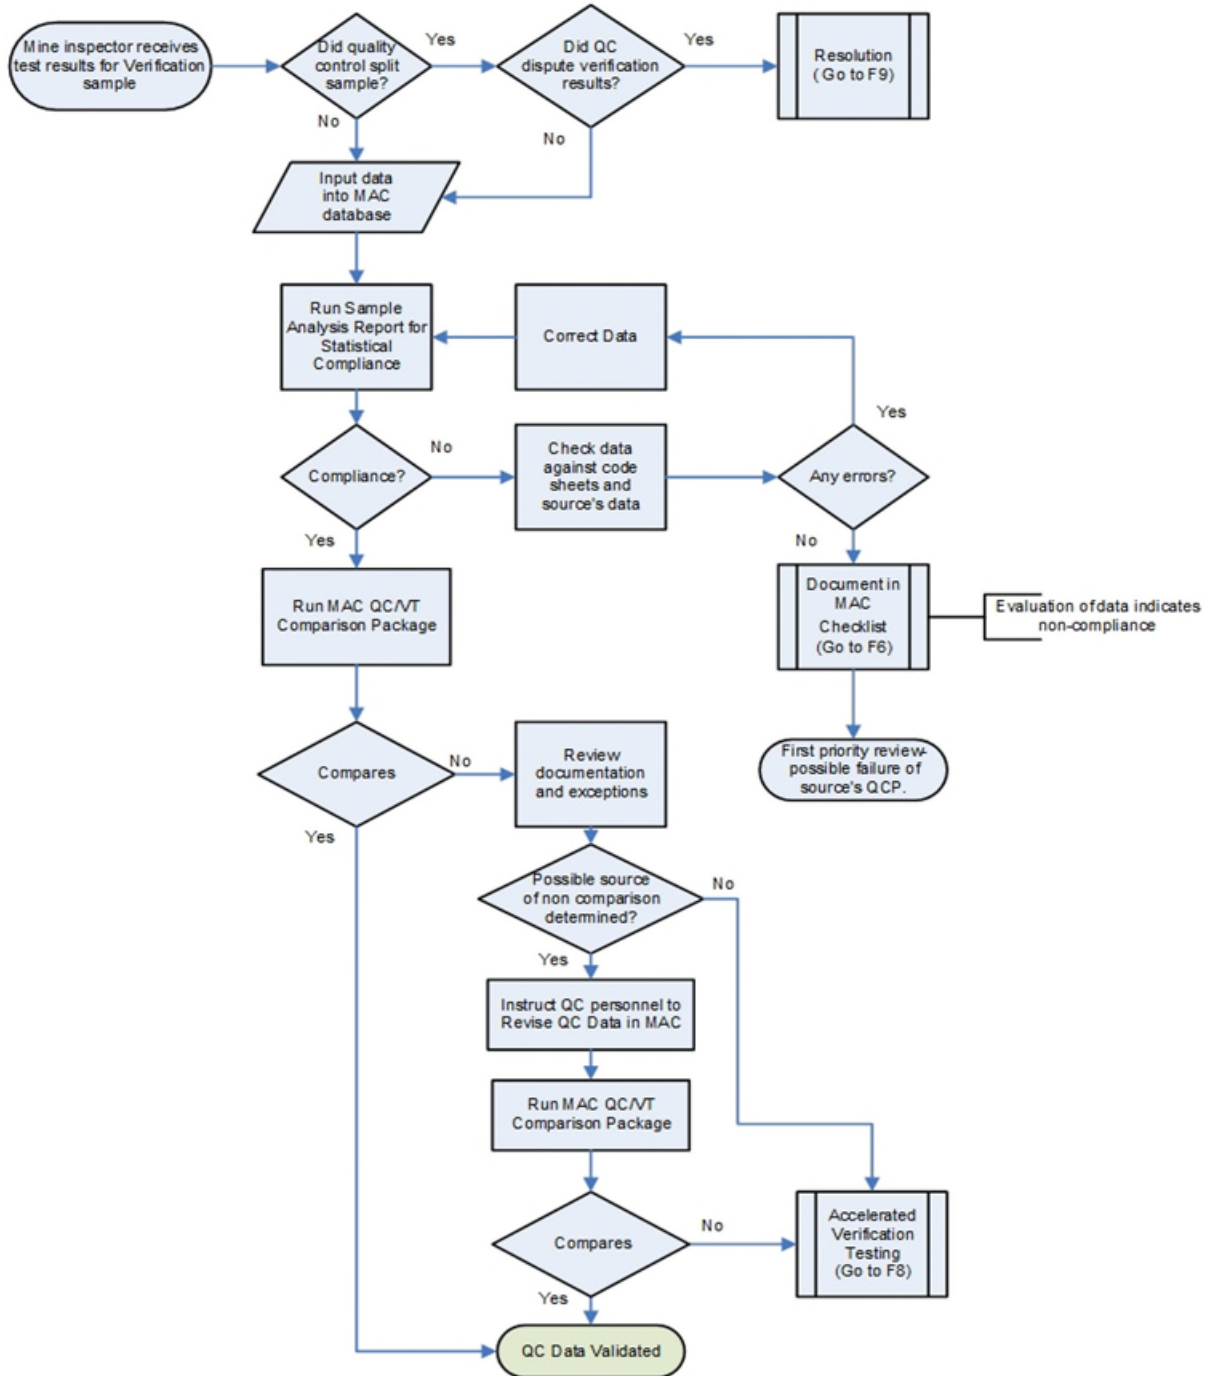 Mine inspector receives
test results for Verification
sample
Did quality
control split
sample?
Yes
Did QC
dispute verification
results?
Yes
Resolution
( Go to F9)
No
No
Input data
into MAC
database
Run Sample
Analysis Report for
Statistical
Compliance
Correct Data
Yes
Compliance?
No
Check data
against code
sheets and
source's data
Any errors?
Yes
No
Run MAC QC/VT
Comparison Package
Document in
MAC
Checklist
(Go to F6)
Evaluation of data indicates
non-compliance
First priority review-
possible failure of
source's QCP.
Compares
No
Review
documentation
and exceptions
Yes
Possible source
of non comparison
determined?
No
Yes
Instruct QC personnel to
Revise QC Data in MAC
Run MAC QC/VT
Comparison Package
Compares
No
Accelerated
Verification
Testing
(Go to F8)
Yes
QC Data Validated